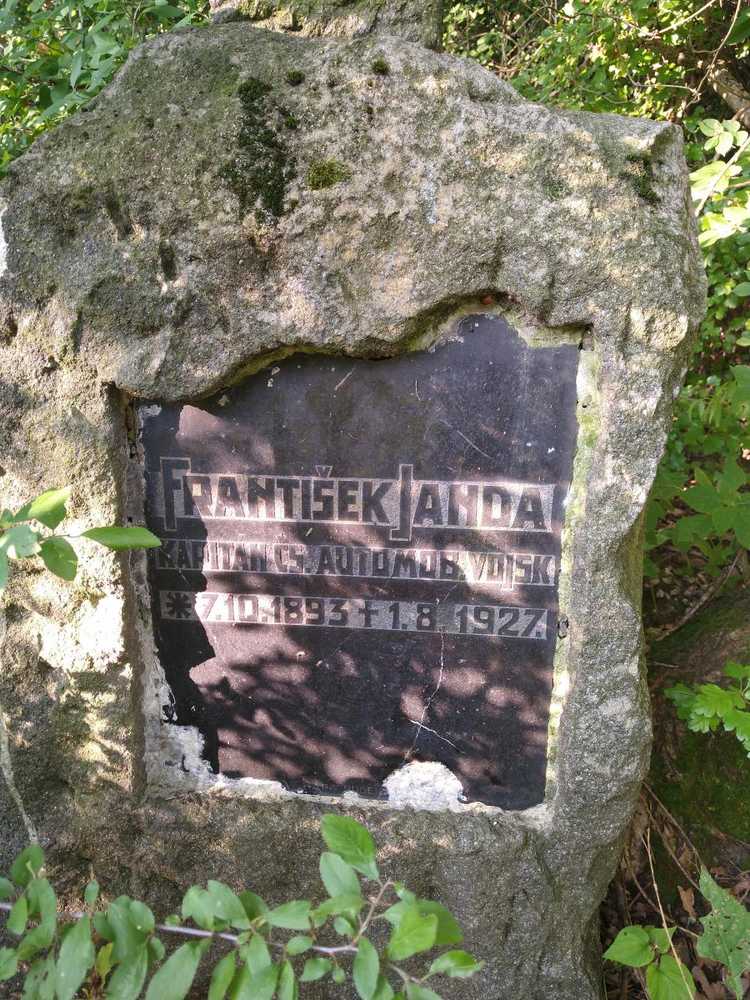 FRANTIŠEK JANDA
KAPITÁN ČS. AUTOMOB. VOJSK
* 7.10.1893 + 1.8.1927.